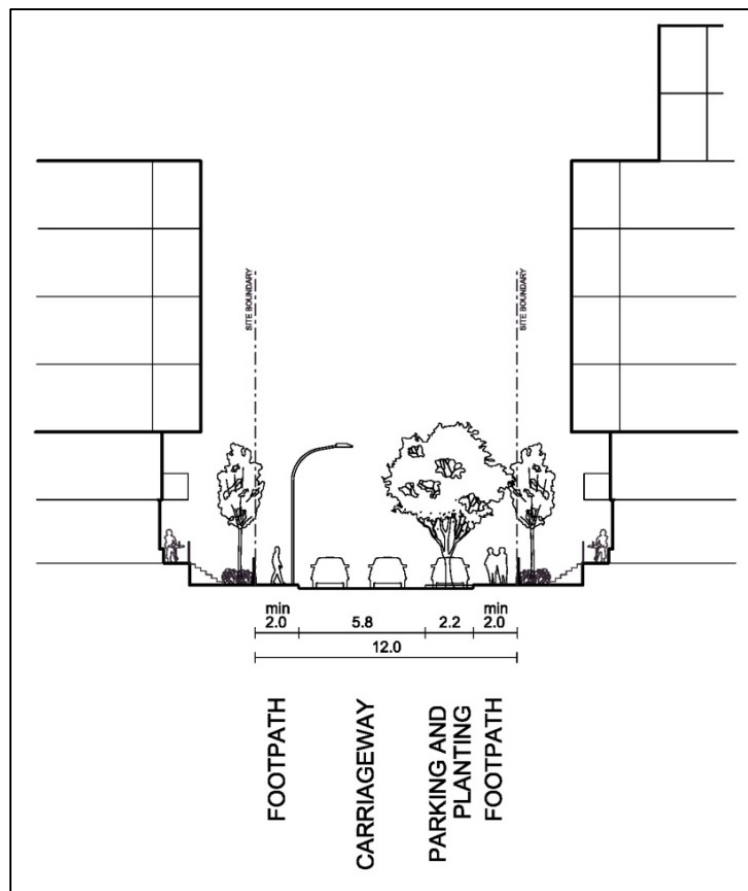 SITE BOUNDARY
SITE BOUNDARY
min
2.0
5.8
2.2
min
2.0
12.0
FOOTPATH
CARRIAGEWAY
PARKING AND
PLANTING
FOOTPATH